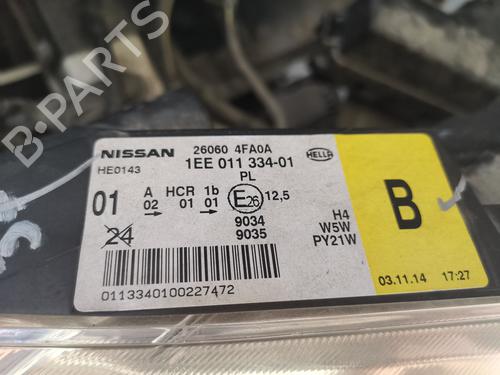 NISSAN 26060 4FA0A HELLA
HE0143 1EE 011 334-01
PL
01 A HCR 1b E26 12,5
02 01 01
24 9034 H4
9035 W5W
PY21W
B
0113340100227472
03.11.14 17:27
B-PARTS